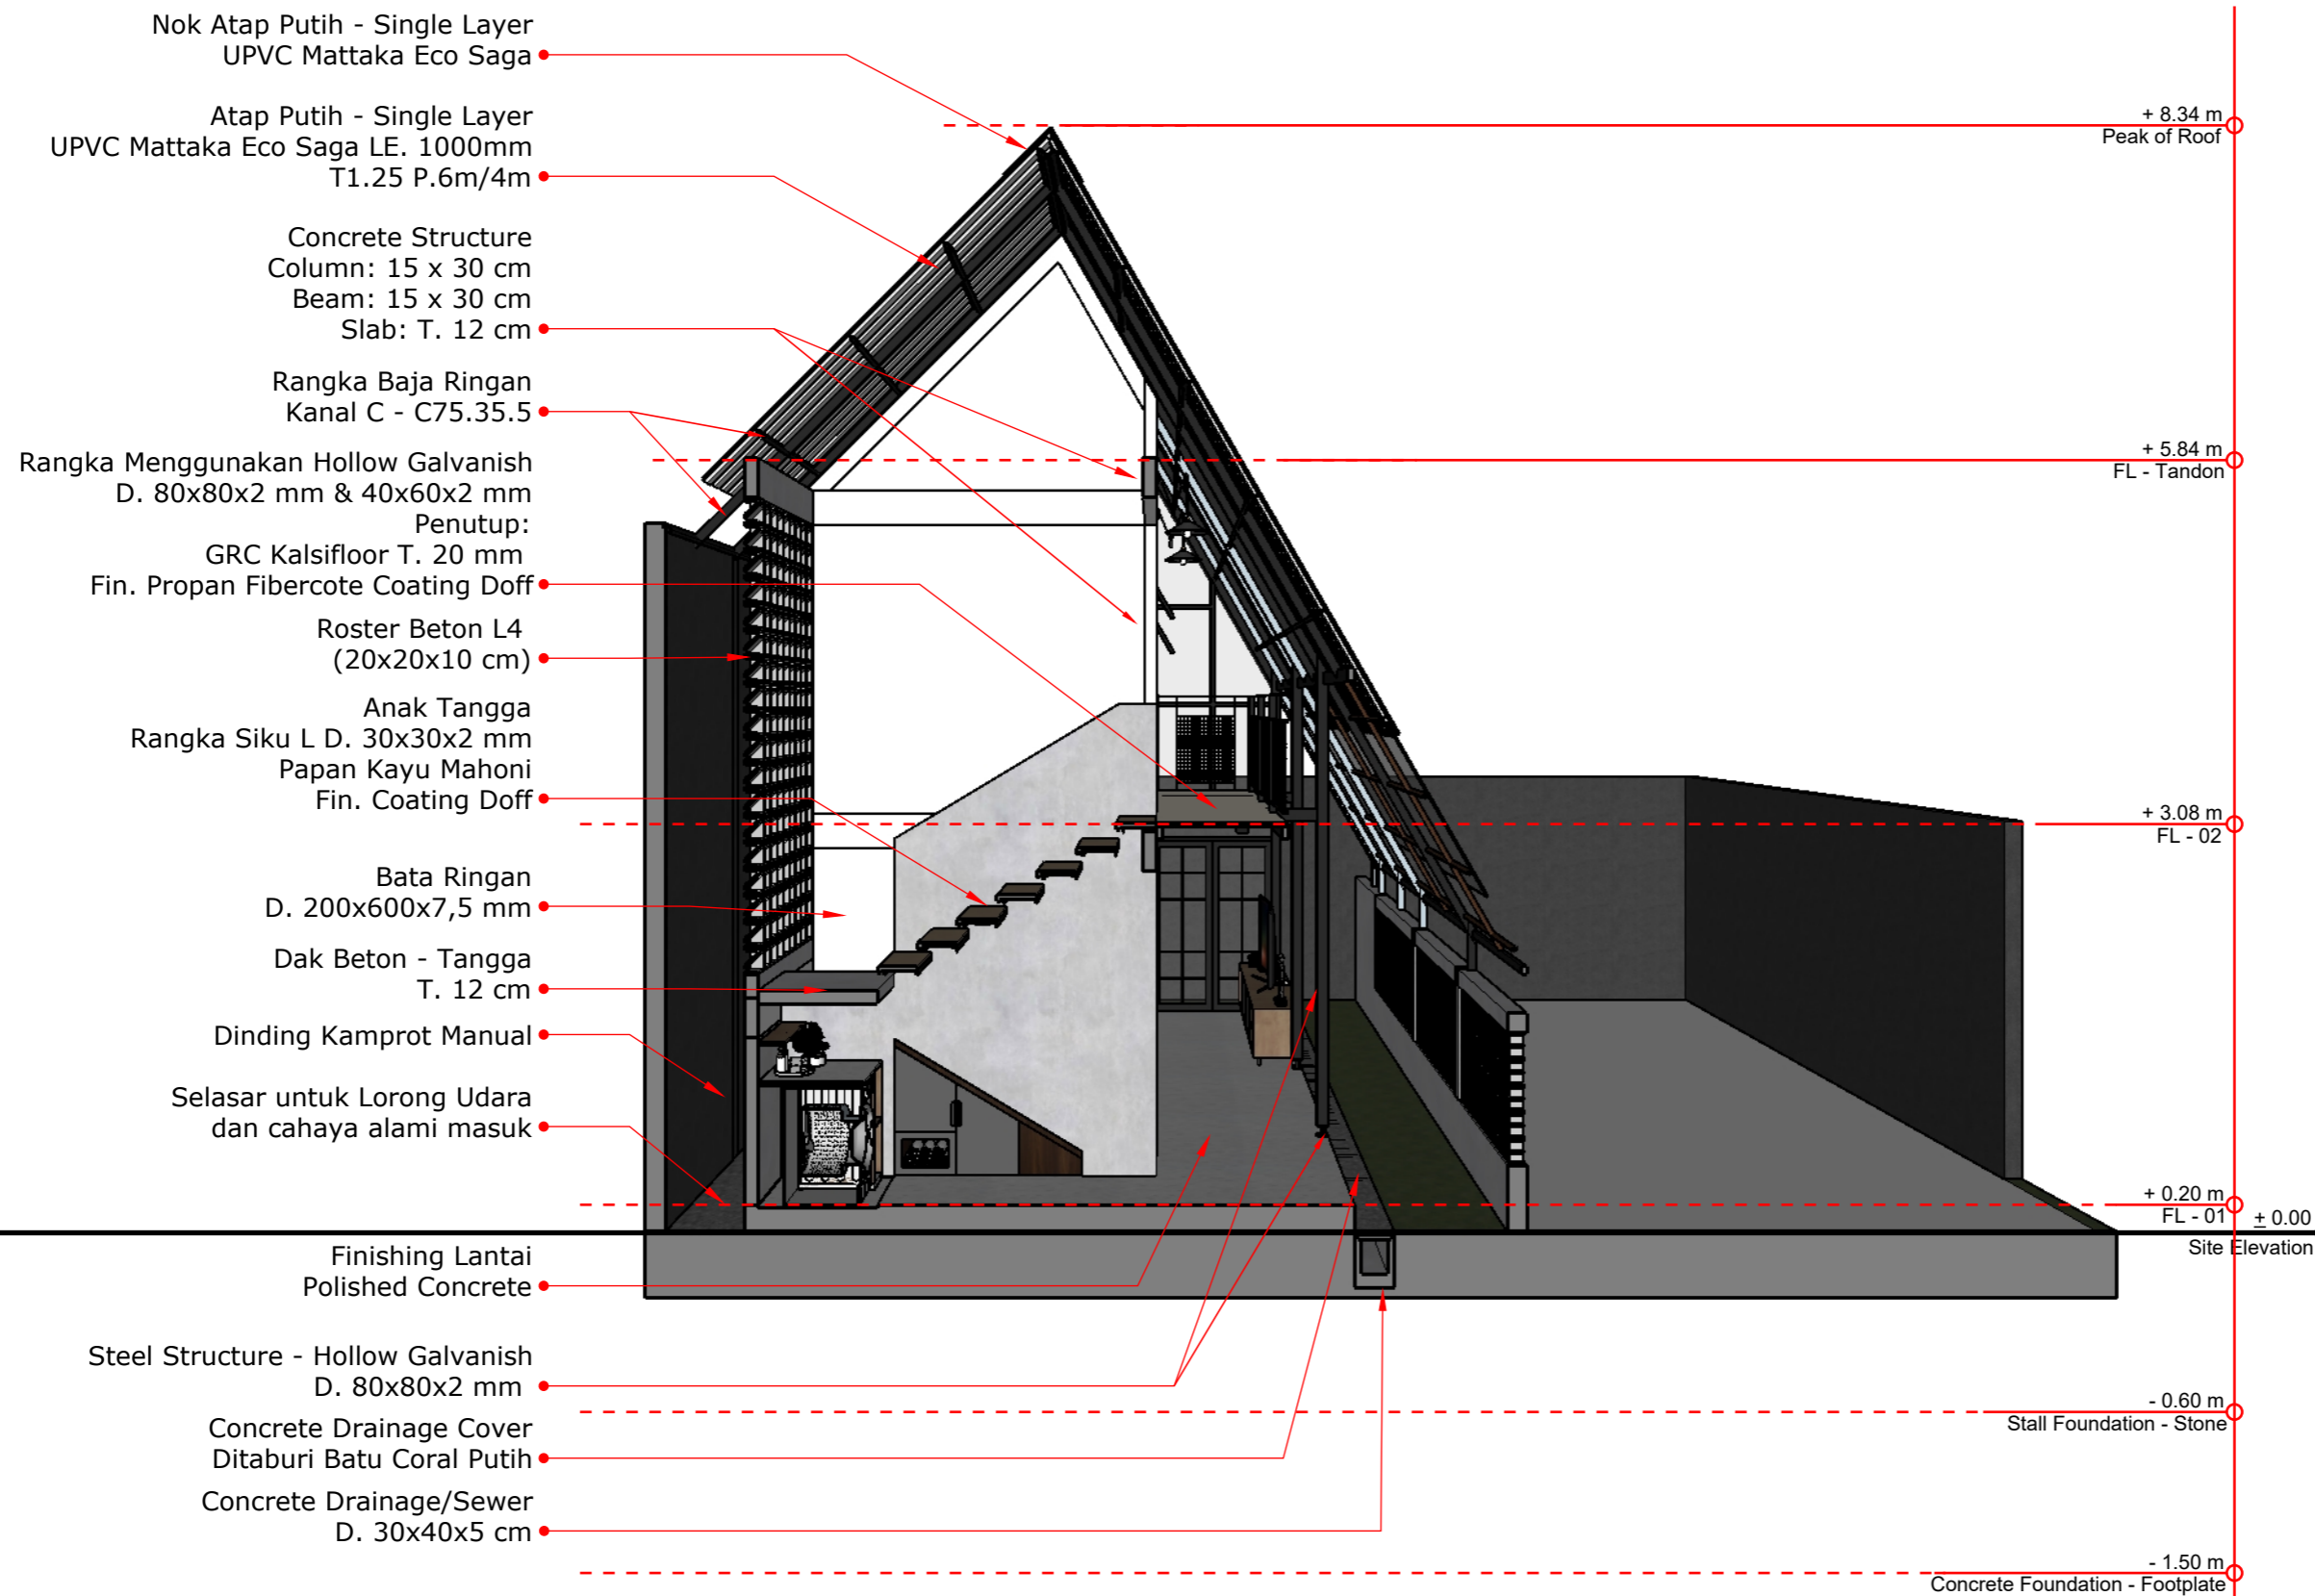 Nok Atap Putih - Single Layer
UPVC Mattaka Eco Saga
Atap Putih - Single Layer
UPVC Mattaka Eco Saga LE. 1000mm
T1.25 P.6m/4m
Concrete Structure
Column: 15 x 30 cm
Beam: 15 x 30 cm
Slab: T. 12 cm
Rangka Baja Ringan
Kanal C - C75.35.5
Rangka Menggunakan Hollow Galvanish
D. 80x80x2 mm & 40x60x2 mm
Penutup:
GRC Kalsifloor T. 20 mm
Fin. Propan Fibercote Coating Doff
Roster Beton L4
(20x20x10 cm)
Anak Tangga
Rangka Siku L D. 30x30x2 mm
Papan Kayu Mahoni
Fin. Coating Doff
Bata Ringan
D. 200x600x7,5 mm
Dak Beton - Tangga
T. 12 cm
Dinding Kamprot Manual
Selasar untuk Lorong Udara
dan cahaya alami masuk
Finishing Lantai
Polished Concrete
Steel Structure - Hollow Galvanish
D. 80x80x2 mm
Concrete Drainage Cover
Ditaburi Batu Coral Putih
Concrete Drainage/Sewer
D. 30x40x5 cm
+ 8.34 m
Peak of Roof
+ 5.84 m
FL - Tandon
+ 3.08 m
FL - 02
+ 0.20 m
FL - 01
± 0.00
Site Elevation
- 0.60 m
Stall Foundation - Stone
- 1.50 m
Concrete Foundation - Footplate